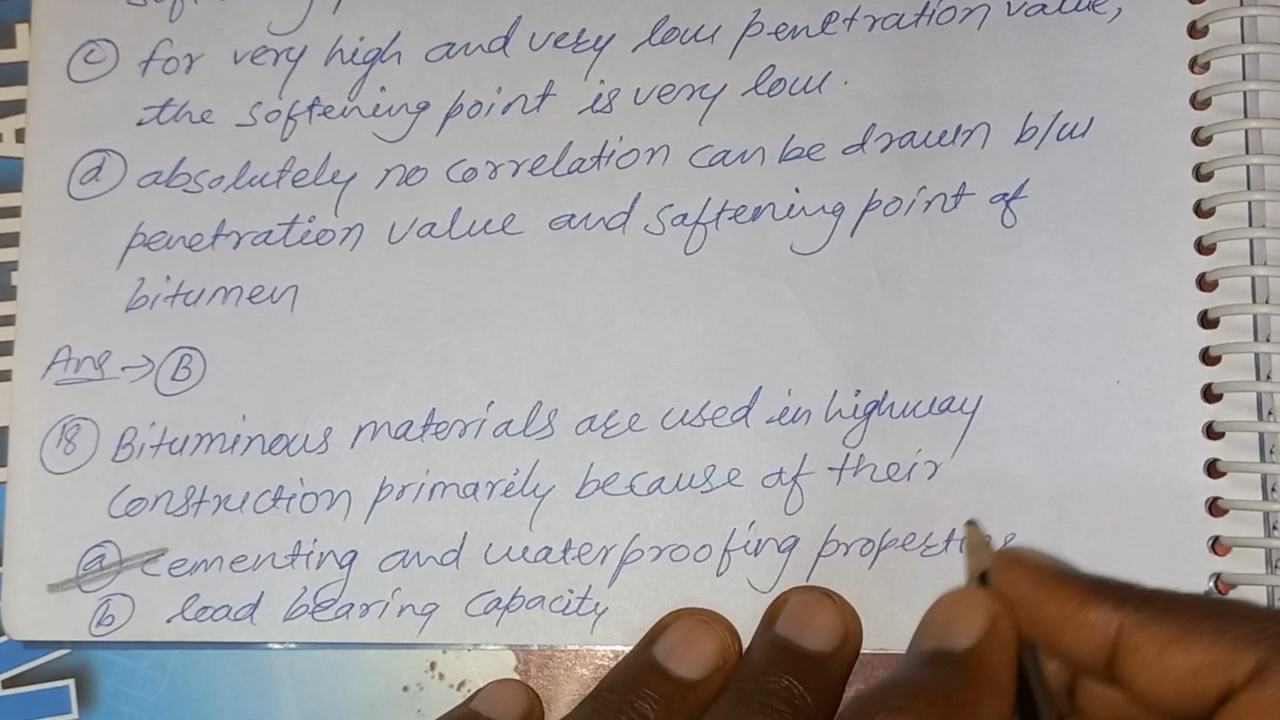 © for very high and very low penetration value,
the softening point is very low.
ⓓ absolutely no correlation can be drawn b/w
penetration value and saftening point of
bitumen
Ans → Ⓑ
⑱ Bituminous materials are used in highway
construction primarily because of their
ⓐ cementing and waterproofing properties
ⓑ load bearing capacity